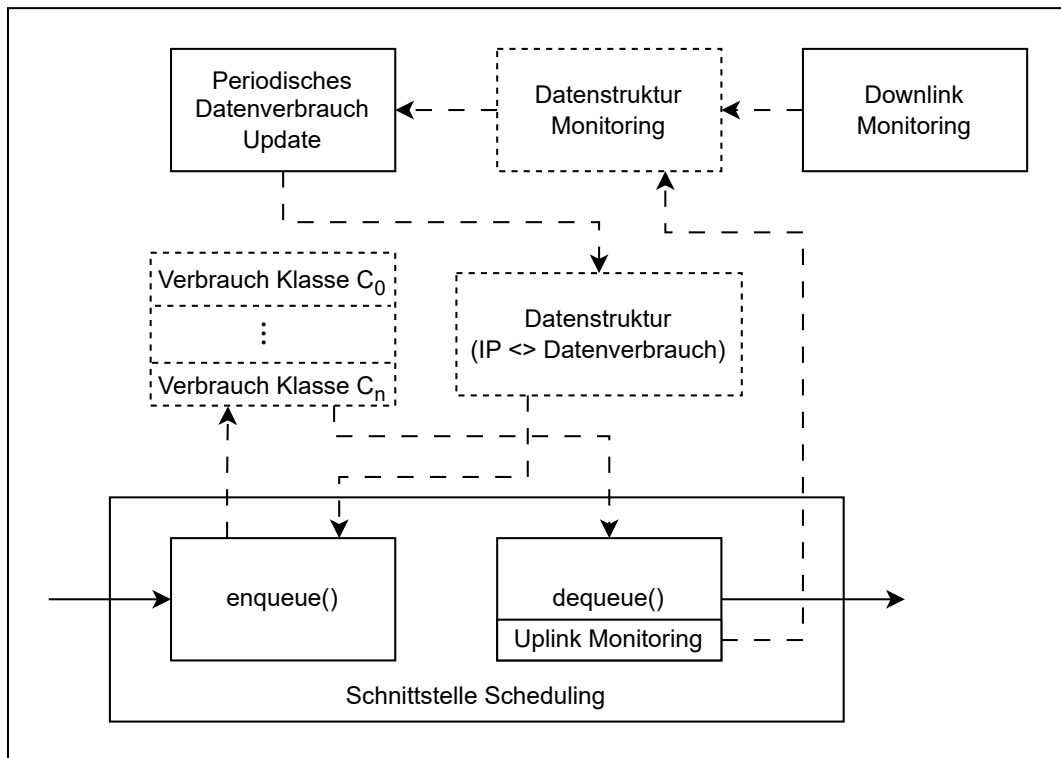 Periodisches
Datenverbrauch
Update
Datenstruktur
Monitoring
Downlink
Monitoring
Verbrauch Klasse C₀
⋮
Verbrauch Klasse Cₙ
Datenstruktur
(IP <> Datenverbrauch)
enqueue()
dequeue()
Uplink Monitoring
Schnittstelle Scheduling